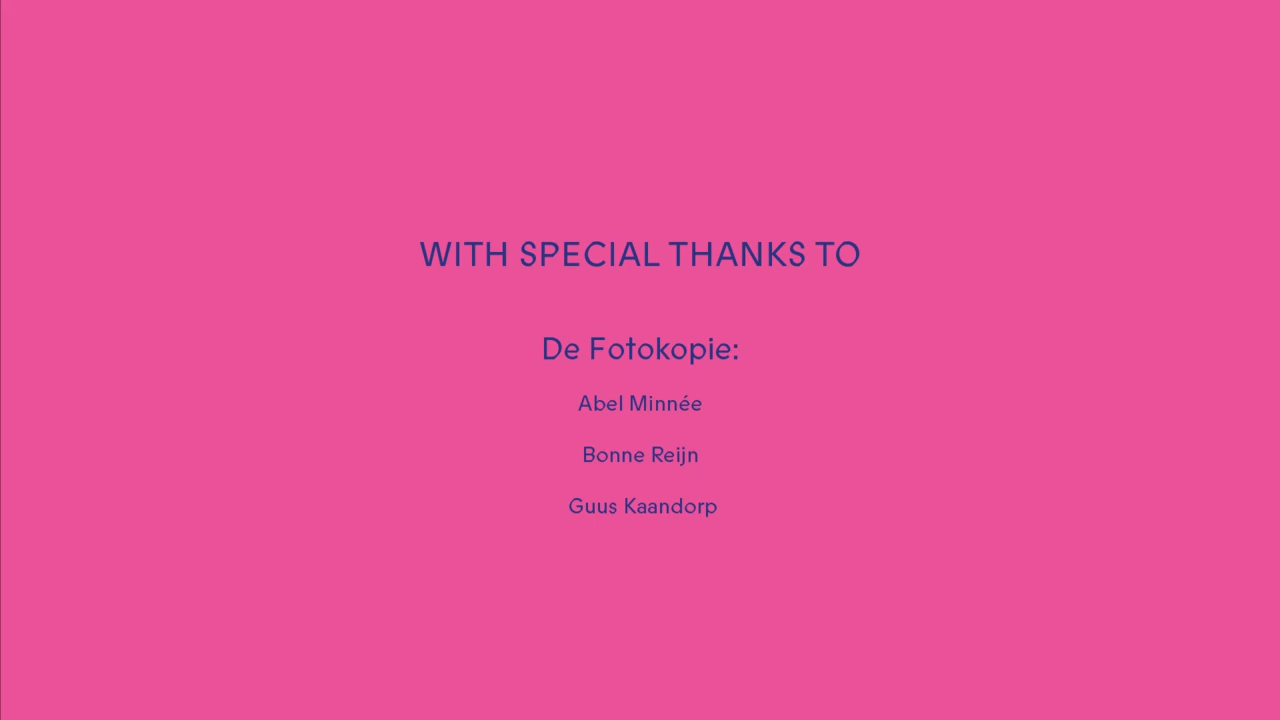 WITH SPECIAL THANKS TO
De Fotokopie:
Abel Minnée
Bonne Reijn
Guus Kaandorp